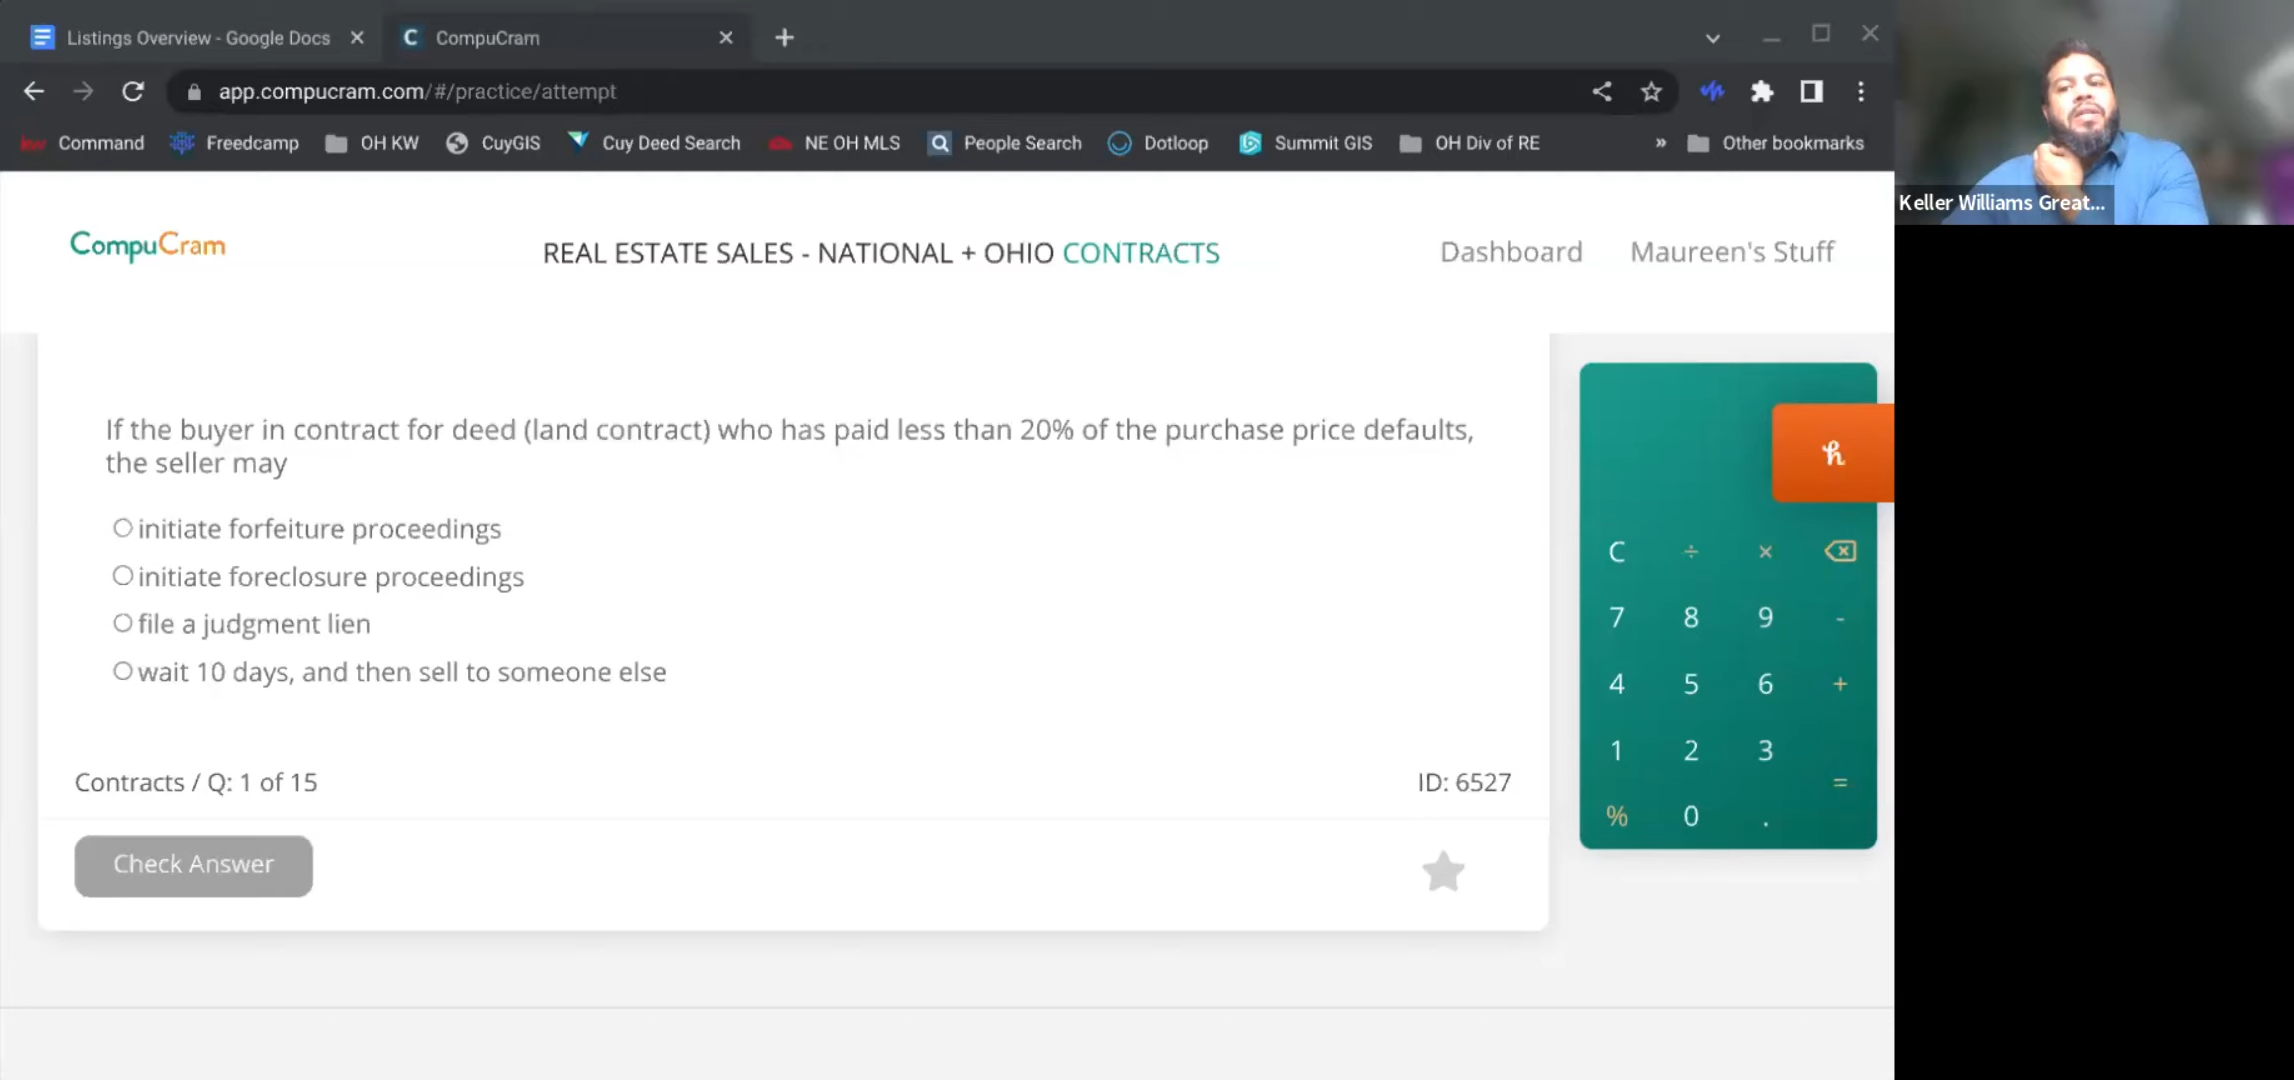 Listings Overview - Google Docs
CompuCram
app.compucram.com/#/practice/attempt
kw Command
Freedcamp
OH KW
CuyGIS
Cuy Deed Search
NE OH MLS
People Search
Dotloop
Summit GIS
OH Div of RE
» Other bookmarks
Keller Williams Great...
CompuCram
REAL ESTATE SALES - NATIONAL + OHIO CONTRACTS
Dashboard
Maureen's Stuff
If the buyer in contract for deed (land contract) who has paid less than 20% of the purchase price defaults,
the seller may
initiate forfeiture proceedings
initiate foreclosure proceedings
file a judgment lien
wait 10 days, and then sell to someone else
Contracts / Q: 1 of 15
ID: 6527
Check Answer
C ÷ ×
7 8 9 -
4 5 6 +
1 2 3
=
% 0 .